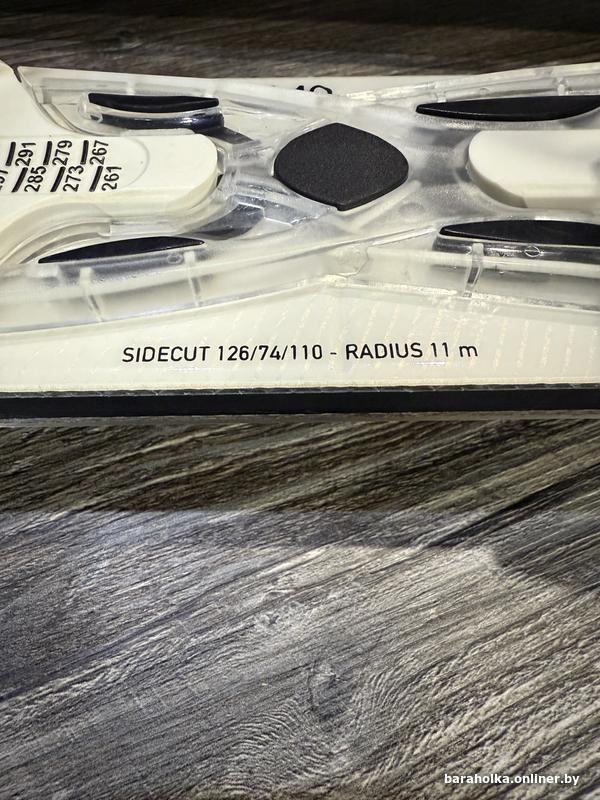 291 279 267
285 273 261
SIDECUT 126/74/110 - RADIUS 11 m
baraholka.onliner.by